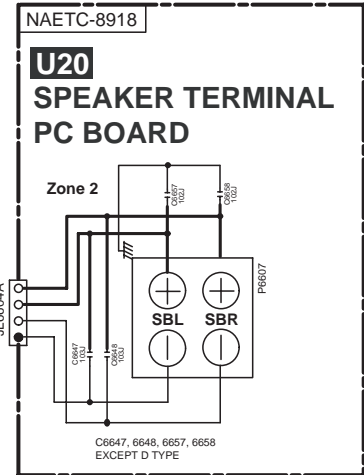 NAETC-8918
U20
SPEAKER TERMINAL
PC BOARD
Zone 2
C6657
102J
C6658
102J
P6607
SBL
SBR
C6647
103J
C6648
103J
C6647, 6648, 6657, 6658
EXCEPT D TYPE